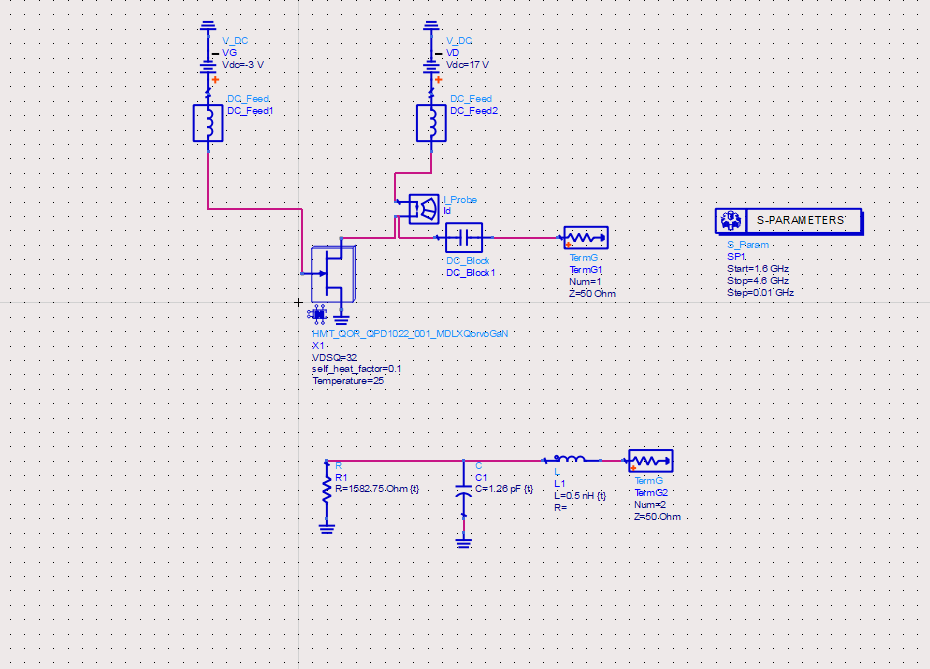 V_DC
VG
Vdc=-3 V
V_DC
VD
Vdc=17 V
DC_Feed
DC_Feed1
DC_Feed
DC_Feed2
I_Probe
Id
DC_Block
DC_Block1
TermG
TermG1
Num=1
Z=50 Ohm
S-PARAMETERS
S_Param
SP1
Start=1.6 GHz
Stop=4.6 GHz
Step=0.01 GHz
HMT_QOR_QPD1022_001_MDLXQorvoGaN
X1
VDSQ=32
self_heat_factor=0.1
Temperature=25
R
R1
R=1582.75 Ohm {t}
C
C1
C=1.26 pF {t}
L
L1
L=0.5 nH {t}
R=
TermG
TermG2
Num=2
Z=50 Ohm